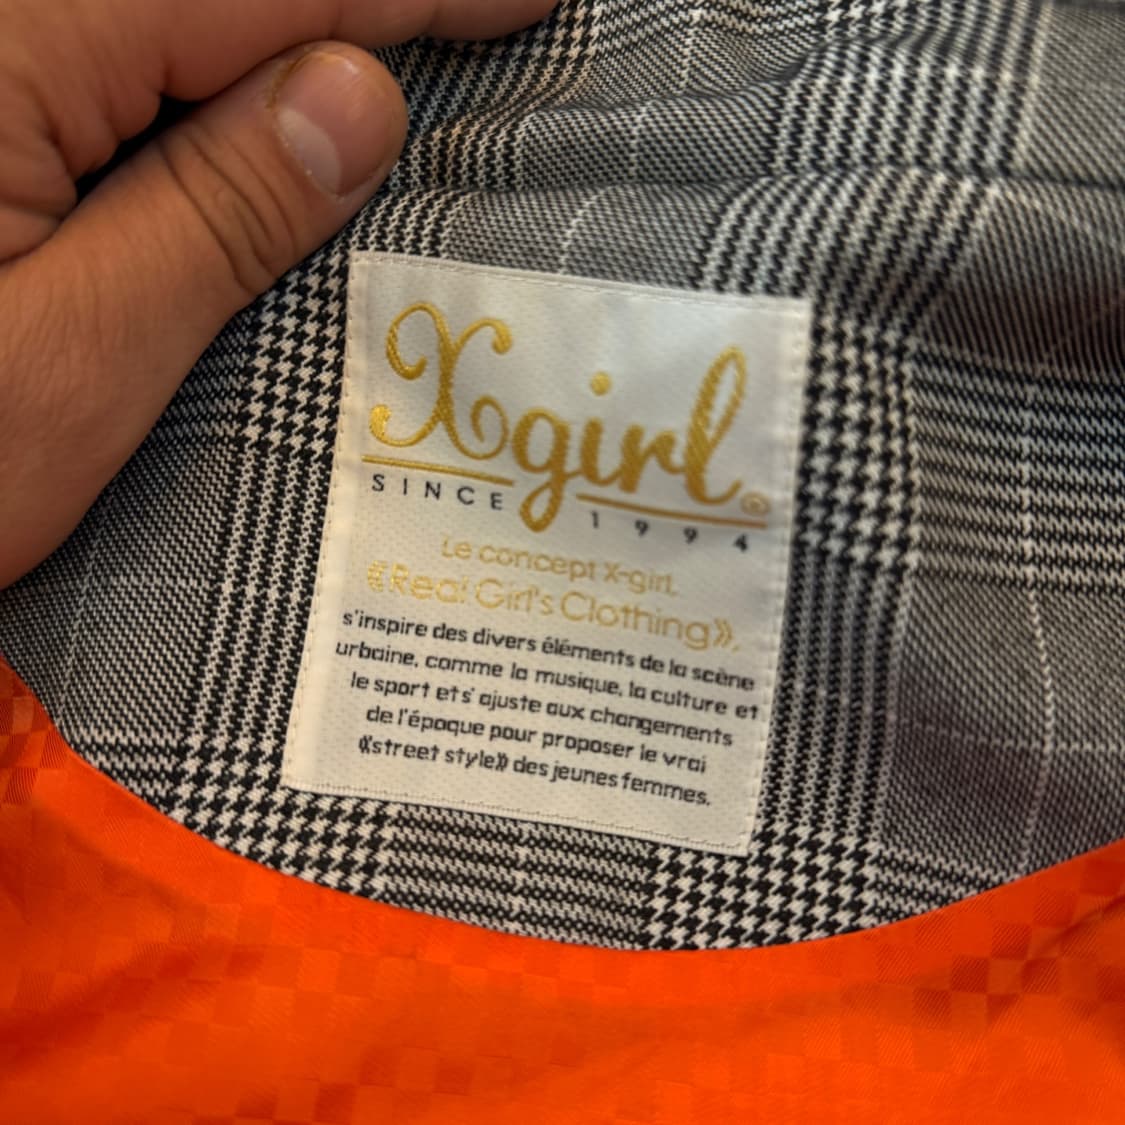 Xgirl®
SINCE 1994
Le concept X-girl,
《Real Girl's Clothing》,
s'inspire des divers éléments de la scène
urbaine, comme la musique, la culture et
le sport et s'ajuste aux changements
de l'époque pour proposer le vrai
《street style》 des jeunes femmes.